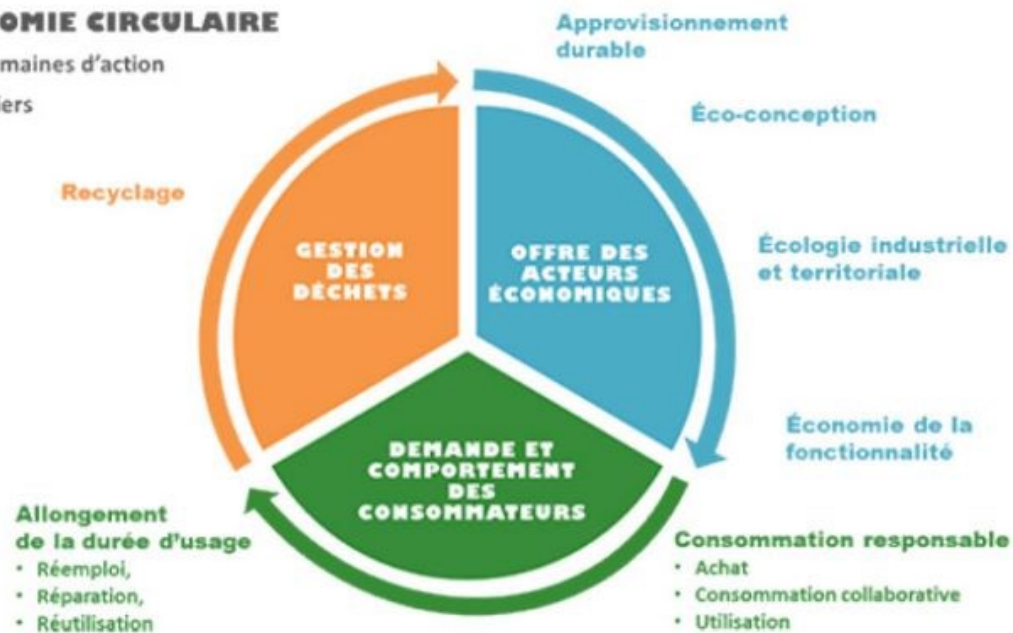 OMIE CIRCULAIRE
maines d'action
iers
Approvisionnement
durable
Éco-conception
Écologie industrielle
et territoriale
Économie de la
fonctionnalité
Recyclage
GESTION
DES
DÉCHETS
OFFRE DES
ACTEURS
ÉCONOMIQUES
DEMANDE ET
COMPORTEMENT
DES
CONSOMMATEURS
Consommation responsable
• Achat
• Consommation collaborative
• Utilisation
Allongement
de la durée d'usage
• Réemploi,
• Réparation,
• Réutilisation